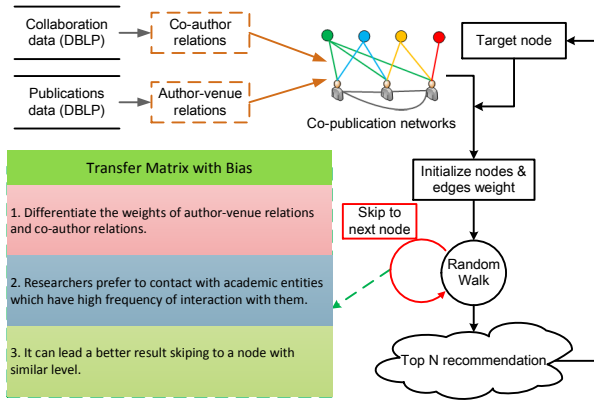 Collaboration
data (DBLP)
Co-author
relations
Publications
data (DBLP)
Author-venue
relations
Co-publication networks
Target node
Initialize nodes &
edges weight
Skip to
next node
Random
Walk
Top N recommendation
Transfer Matrix with Bias
1. Differentiate the weights of author-venue relations
and co-author relations.
2. Researchers prefer to contact with academic entities
which have high frequency of interaction with them.
3. It can lead a better result skiping to a node with
similar level.